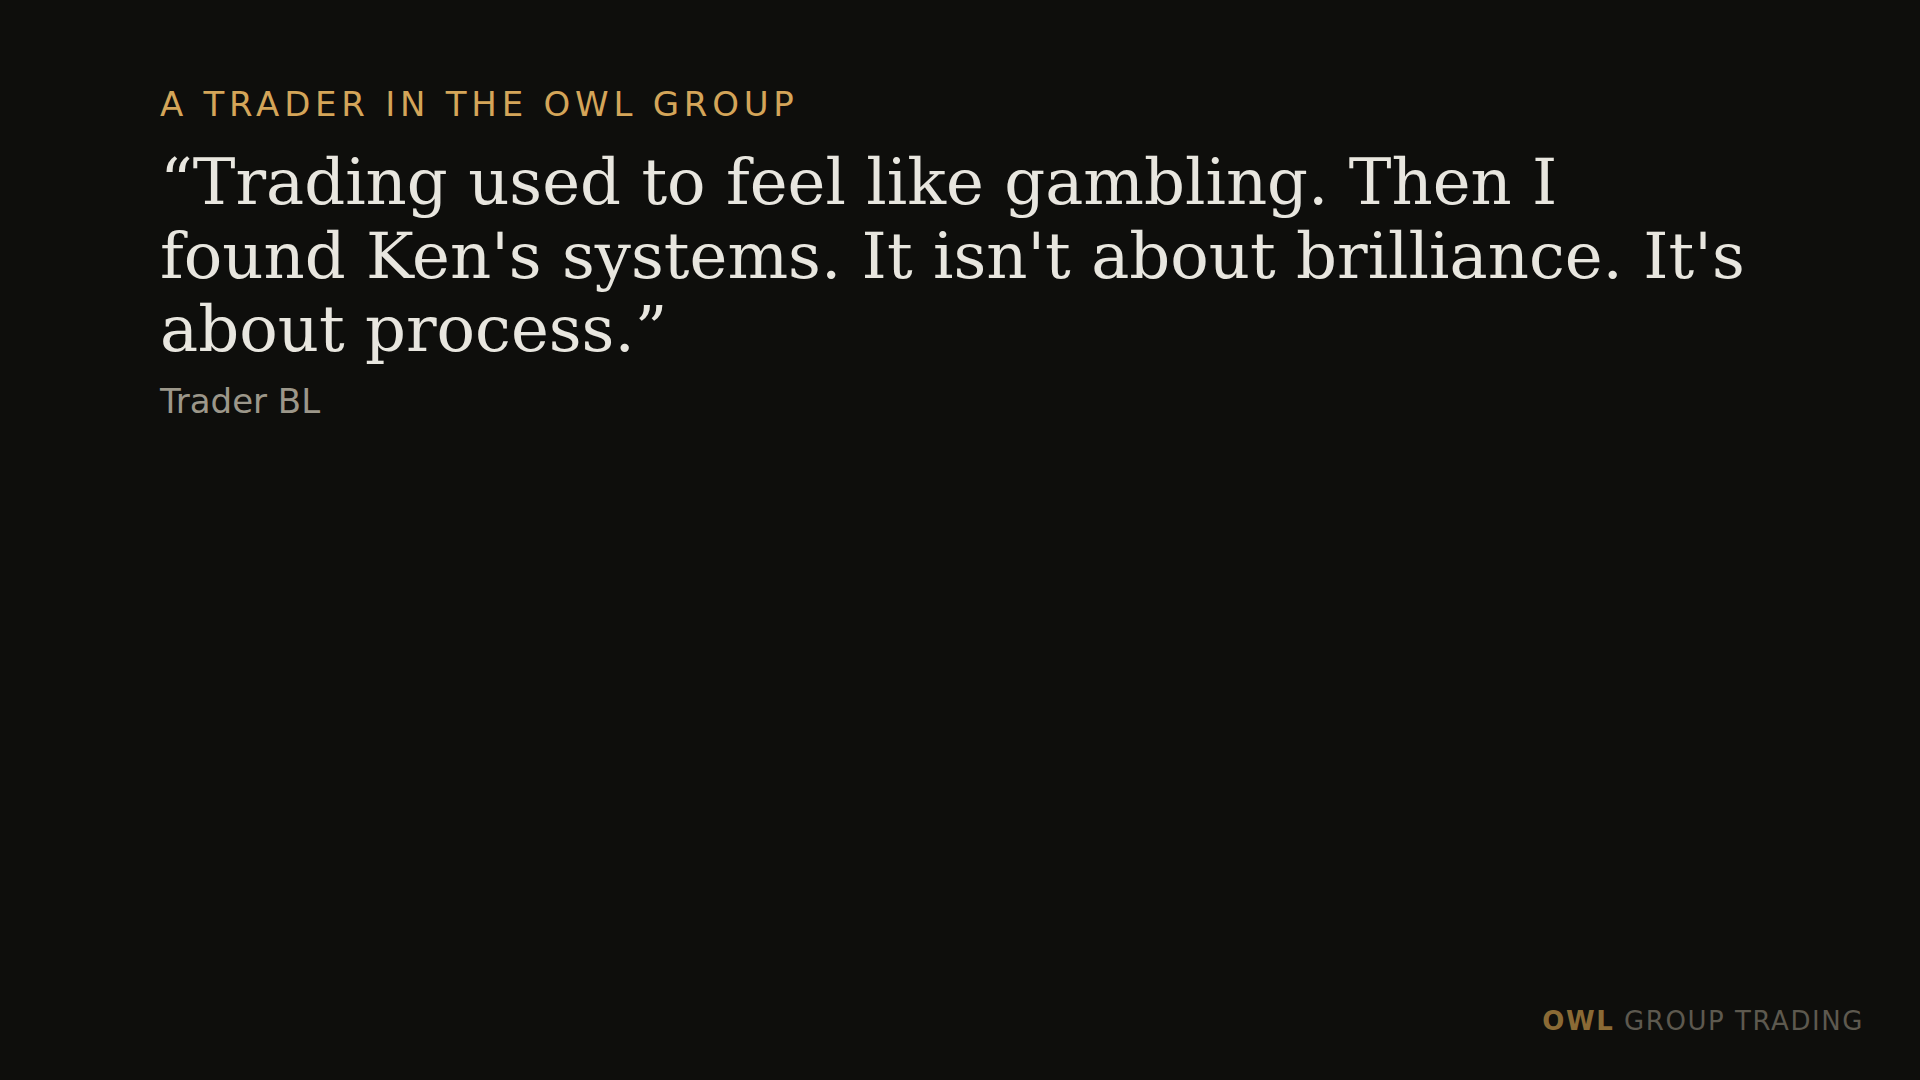 A TRADER IN THE OWL GROUP
“Trading used to feel like gambling. Then I
found Ken's systems. It isn't about brilliance. It's
about process.”
Trader BL
OWL GROUP TRADING